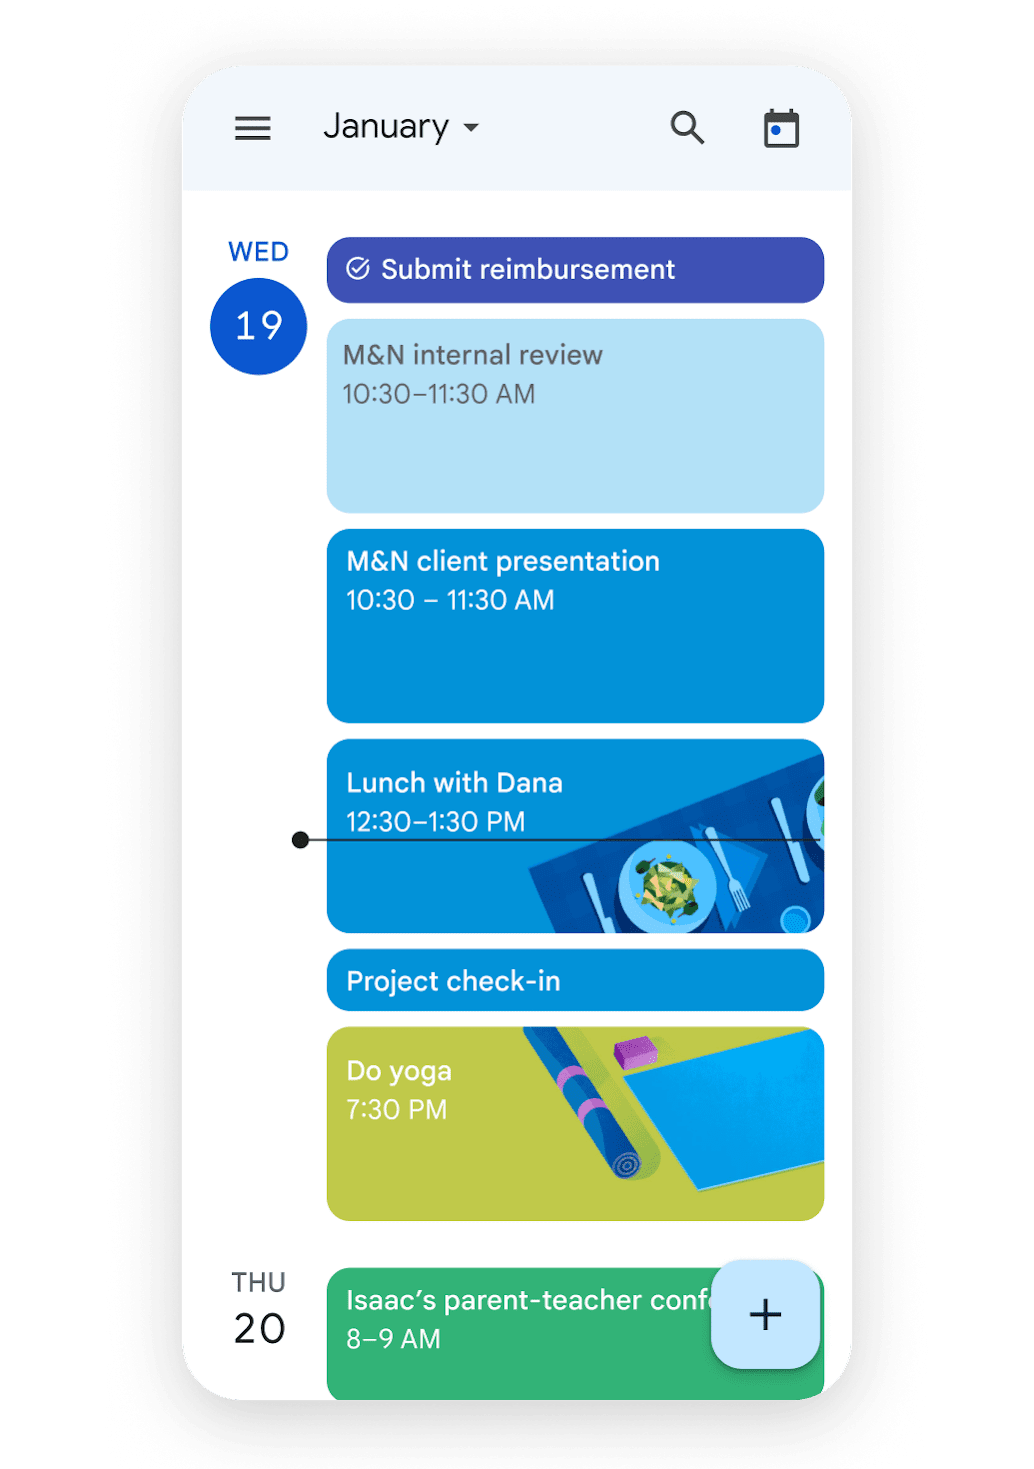 January
WED
19
Submit reimbursement
M&N internal review
10:30–11:30 AM
M&N client presentation
10:30 – 11:30 AM
Lunch with Dana
12:30–1:30 PM
Project check-in
Do yoga
7:30 PM
THU
20
Isaac's parent-teacher
8–9 AM